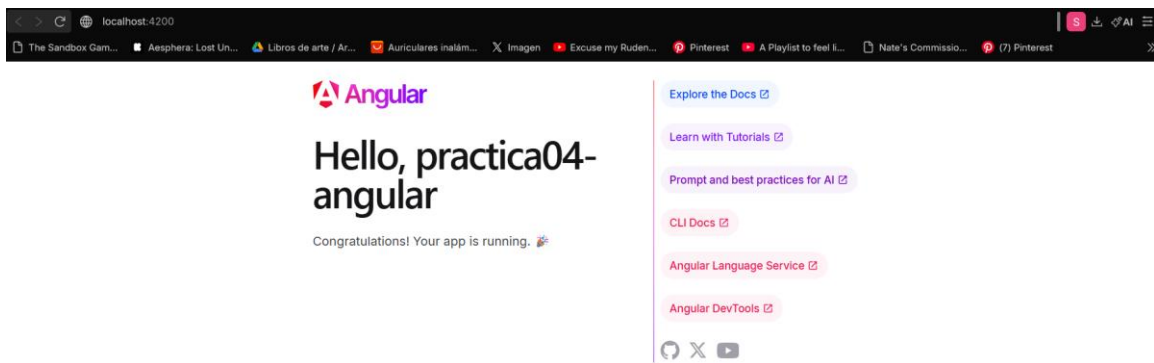 localhost:4200
S
AI
The Sandbox Gam...
Aesphera: Lost Un...
Libros de arte / Ar...
Auriculares inalám...
Imagen
Excuse my Ruden...
Pinterest
A Playlist to feel li...
Nate's Commissio...
(7) Pinterest
Angular
Hello, practica04-
angular
Congratulations! Your app is running. 🎉
Explore the Docs
Learn with Tutorials
Prompt and best practices for AI
CLI Docs
Angular Language Service
Angular DevTools